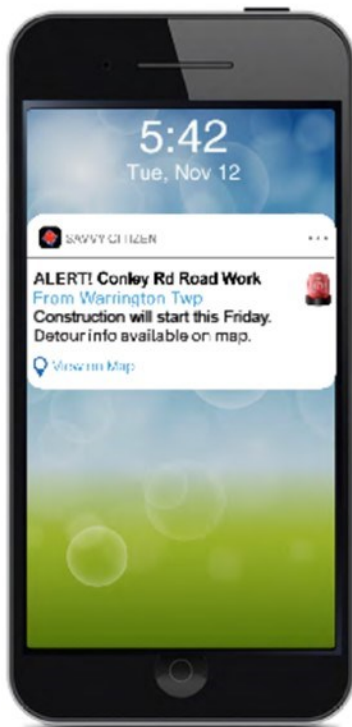 5:42
Tue, Nov 12
SAVVY CITIZEN
ALERT! Conley Rd Road Work
From Warrington Twp
Construction will start this Friday.
Detour info available on map.
View on Map